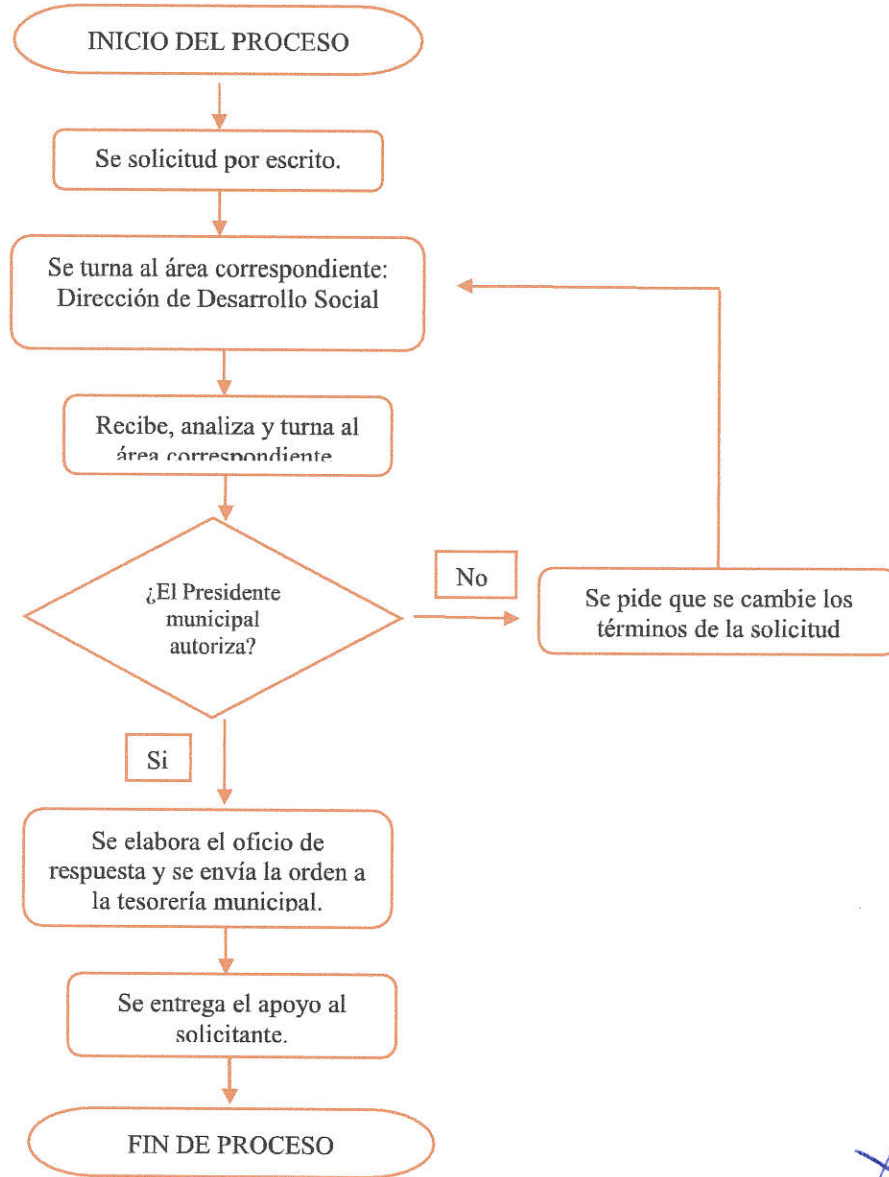 INICIO DEL PROCESO
Se solicitud por escrito.
Se turna al área correspondiente:
Dirección de Desarrollo Social
Recibe, analiza y turna al
área correspondiente
¿El Presidente
municipal
autoriza?
No
Se pide que se cambie los
términos de la solicitud
Si
Se elabora el oficio de
respuesta y se envía la orden a
la tesorería municipal.
Se entrega el apoyo al
solicitante.
FIN DE PROCESO